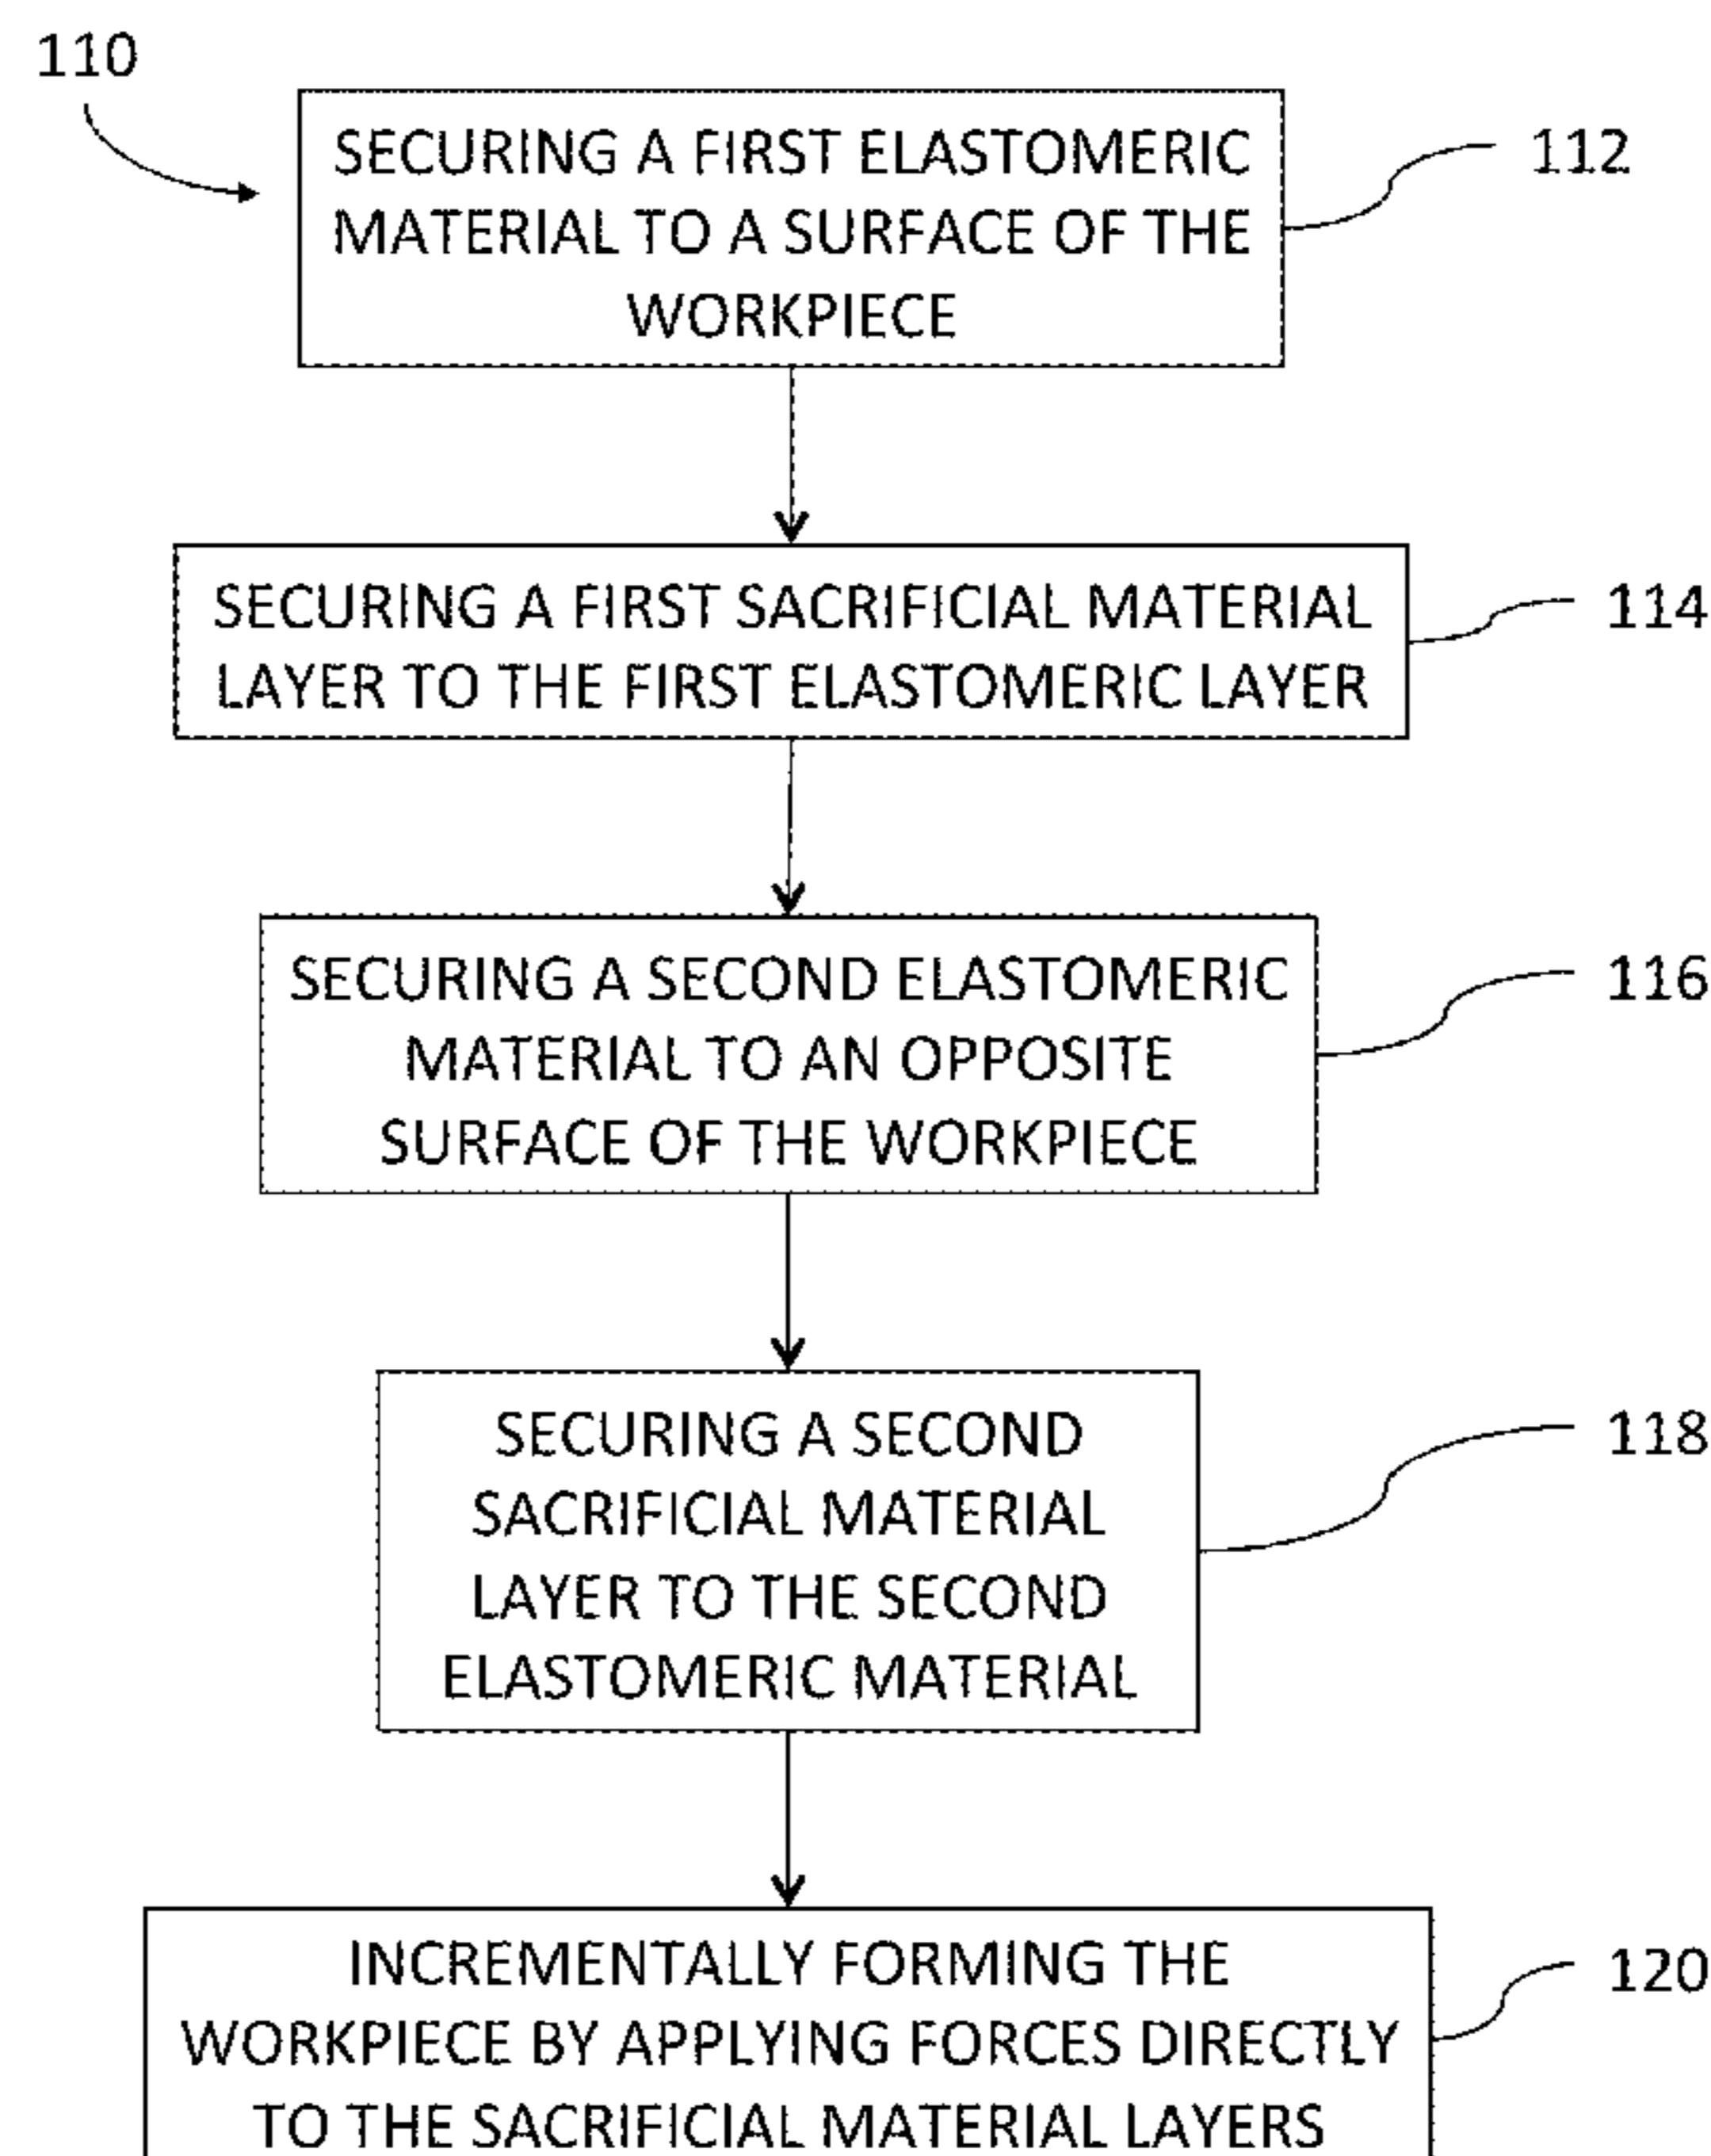 110
SECURING A FIRST ELASTOMERIC
MATERIAL TO A SURFACE OF THE
WORKPIECE
112
SECURING A FIRST SACRIFICIAL MATERIAL
LAYER TO THE FIRST ELASTOMERIC LAYER
114
SECURING A SECOND ELASTOMERIC
MATERIAL TO AN OPPOSITE
SURFACE OF THE WORKPIECE
116
SECURING A SECOND
SACRIFICIAL MATERIAL
LAYER TO THE SECOND
ELASTOMERIC MATERIAL
118
INCREMENTALLY FORMING THE
WORKPIECE BY APPLYING FORCES DIRECTLY
TO THE SACRIFICIAL MATERIAL LAYERS
120